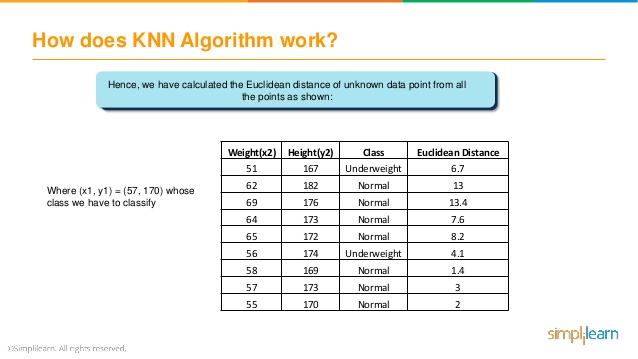 How does KNN Algorithm work?
Hence, we have calculated the Euclidean distance of unknown data point from all
the points as shown:
Where (x1, y1) = (57, 170) whose
class we have to classify
Weight(x2) Height(y2) Class Euclidean Distance
51 167 Underweight 6.7
62 182 Normal 13
69 176 Normal 13.4
64 173 Normal 7.6
65 172 Normal 8.2
56 174 Underweight 4.1
58 169 Normal 1.4
57 173 Normal 3
55 170 Normal 2
simplilearn
©Simplilearn. All rights reserved.